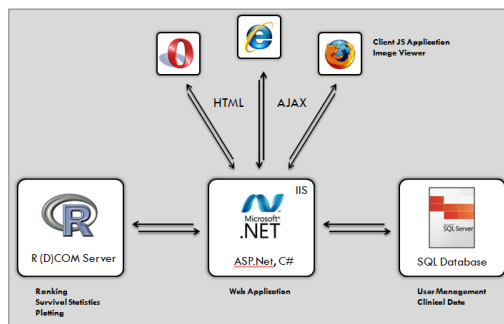 Client JS Application
Image Viewer
HTML
AJAX
IIS
Microsoft®
.NET
ASP.Net, C#
R
R (D)COM Server
Microsoft
SQL Server
SQL Database
Ranking
Survival Statistics
Plotting
Web Application
User Management
Clinical Data